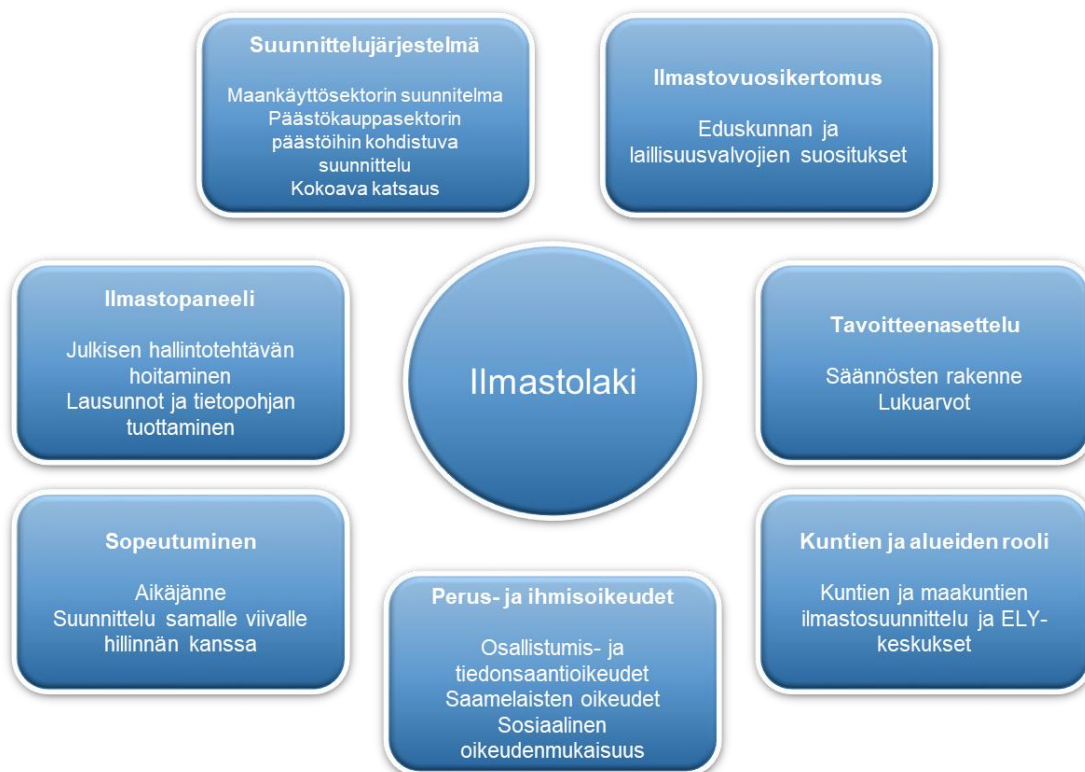 Suunnittelujärjestelmä
Maankäyttösektorin suunnitelma
Päästökauppasektorin
päästöihin kohdistuva
suunnittelu
Kokoava katsaus
Ilmastovuosikertomus
Eduskunnan ja
laillisuusvalvojien suositukset
Ilmastopaneeli
Julkisen hallintotehtävän
hoitaminen
Lausunnot ja tietopohjan
tuottaminen
Ilmastolaki
Tavoitteenasettelu
Säännösten rakenne
Lukuarvot
Sopeutuminen
Aikäjänne
Suunnittelu samalle viivalle
hillinnän kanssa
Perus- ja ihmisoikeudet
Osallistumis- ja
tiedonsaantioikeudet
Saamelaisten oikeudet
Sosiaalinen
oikeudenmukaisuus
Kuntien ja alueiden rooli
Kuntien ja maakuntien
ilmastosuunnittelu ja ELY-
keskukset